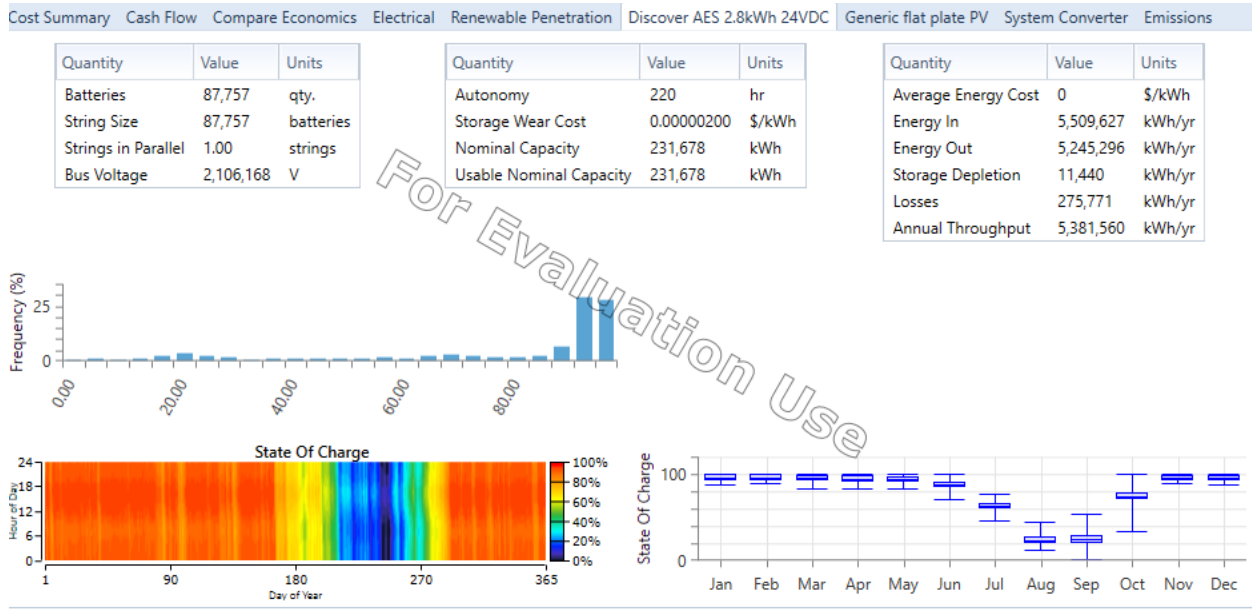 Cost Summary Cash Flow Compare Economics Electrical Renewable Penetration Discover AES 2.8kWh 24VDC Generic flat plate PV System Converter Emissions
Quantity Value Units
Batteries 87,757 qty.
String Size 87,757 batteries
Strings in Parallel 1.00 strings
Bus Voltage 2,106,168 V
Quantity Value Units
Autonomy 220 hr
Storage Wear Cost 0.00000200 $/kWh
Nominal Capacity 231,678 kWh
Usable Nominal Capacity 231,678 kWh
Quantity Value Units
Average Energy Cost 0 $/kWh
Energy In 5,509,627 kWh/yr
Energy Out 5,245,296 kWh/yr
Storage Depletion 11,440 kWh/yr
Losses 275,771 kWh/yr
Annual Throughput 5,381,560 kWh/yr
For Evaluation Use
Frequency (%)
25
0
0.00 20.00 40.00 60.00 80.00
State Of Charge
Hour of Day
24
18
12
6
0
1 90 180 270 365
Day of Year
100%
80%
60%
40%
20%
0%
State Of Charge
100
0
Jan Feb Mar Apr May Jun Jul Aug Sep Oct Nov Dec